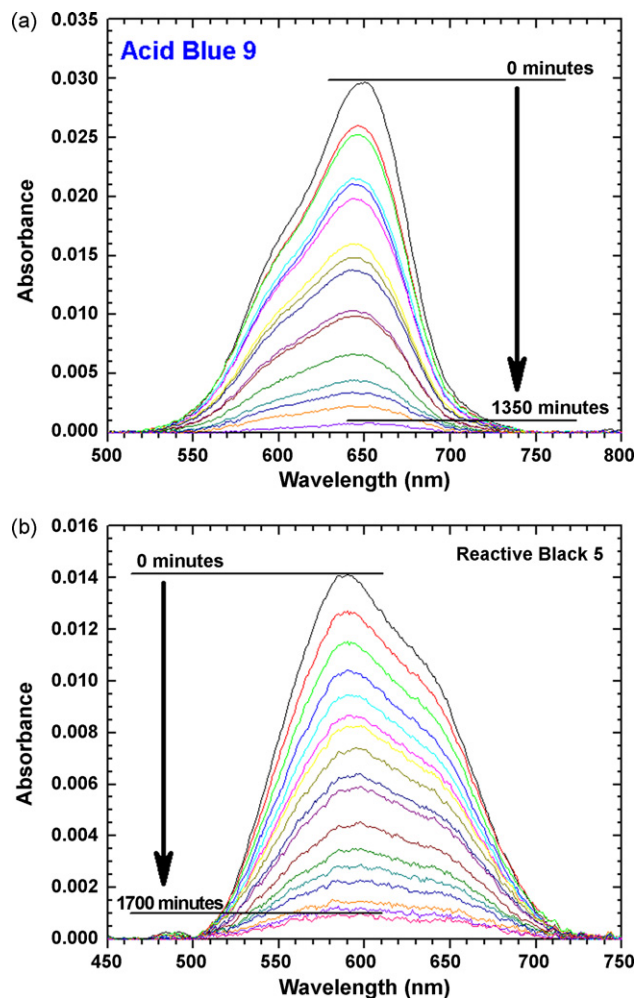 (a)
Acid Blue 9
0 minutes
1350 minutes
0.035
0.030
0.025
0.020
0.015
0.010
0.005
0.000
Absorbance
500 550 600 650 700 750 800
Wavelength (nm)
(b)
0 minutes
Reactive Black 5
1700 minutes
0.016
0.014
0.012
0.010
0.008
0.006
0.004
0.002
0.000
Absorbance
450 500 550 600 650 700 750
Wavelength (nm)